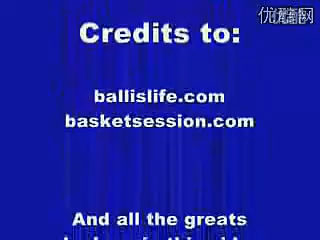 Credits to:
ballislife.com
basketsession.com
And all the greats